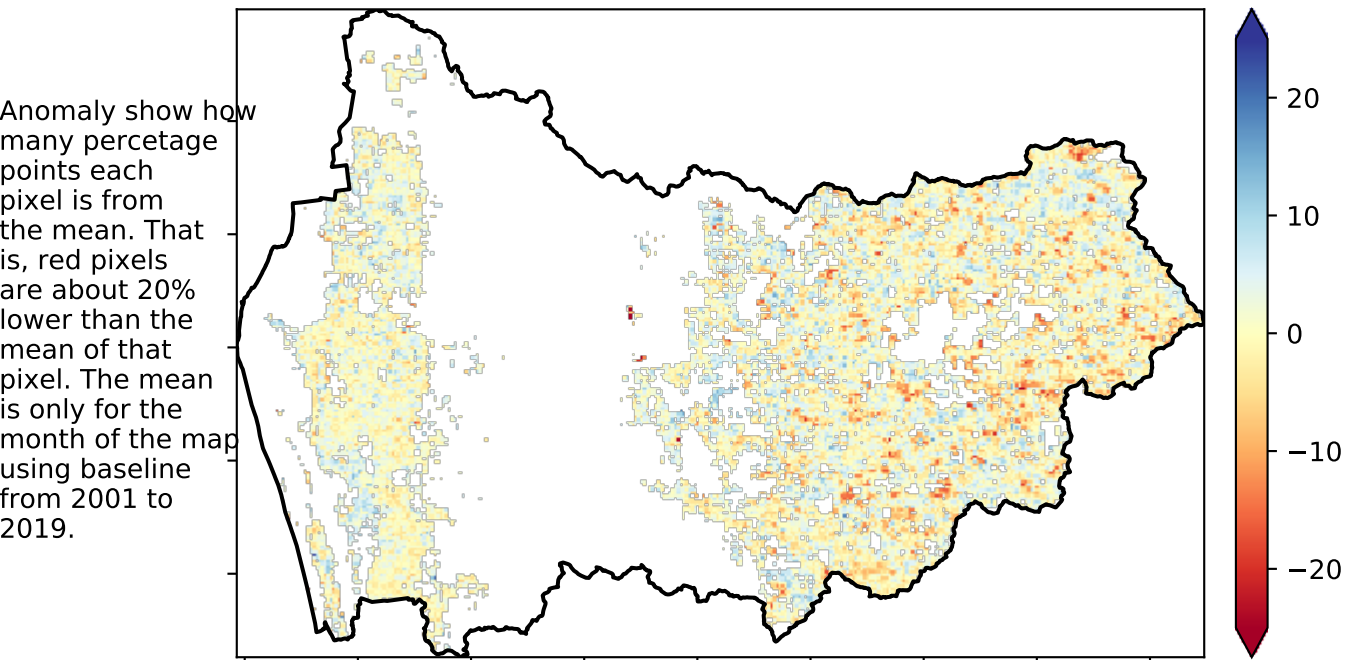 Anomaly show how
many percetage
points each
pixel is from
the mean. That
is, red pixels
are about 20%
lower than the
mean of that
pixel. The mean
is only for the
month of the map
using baseline
from 2001 to
2019.
20
10
0
−10
−20